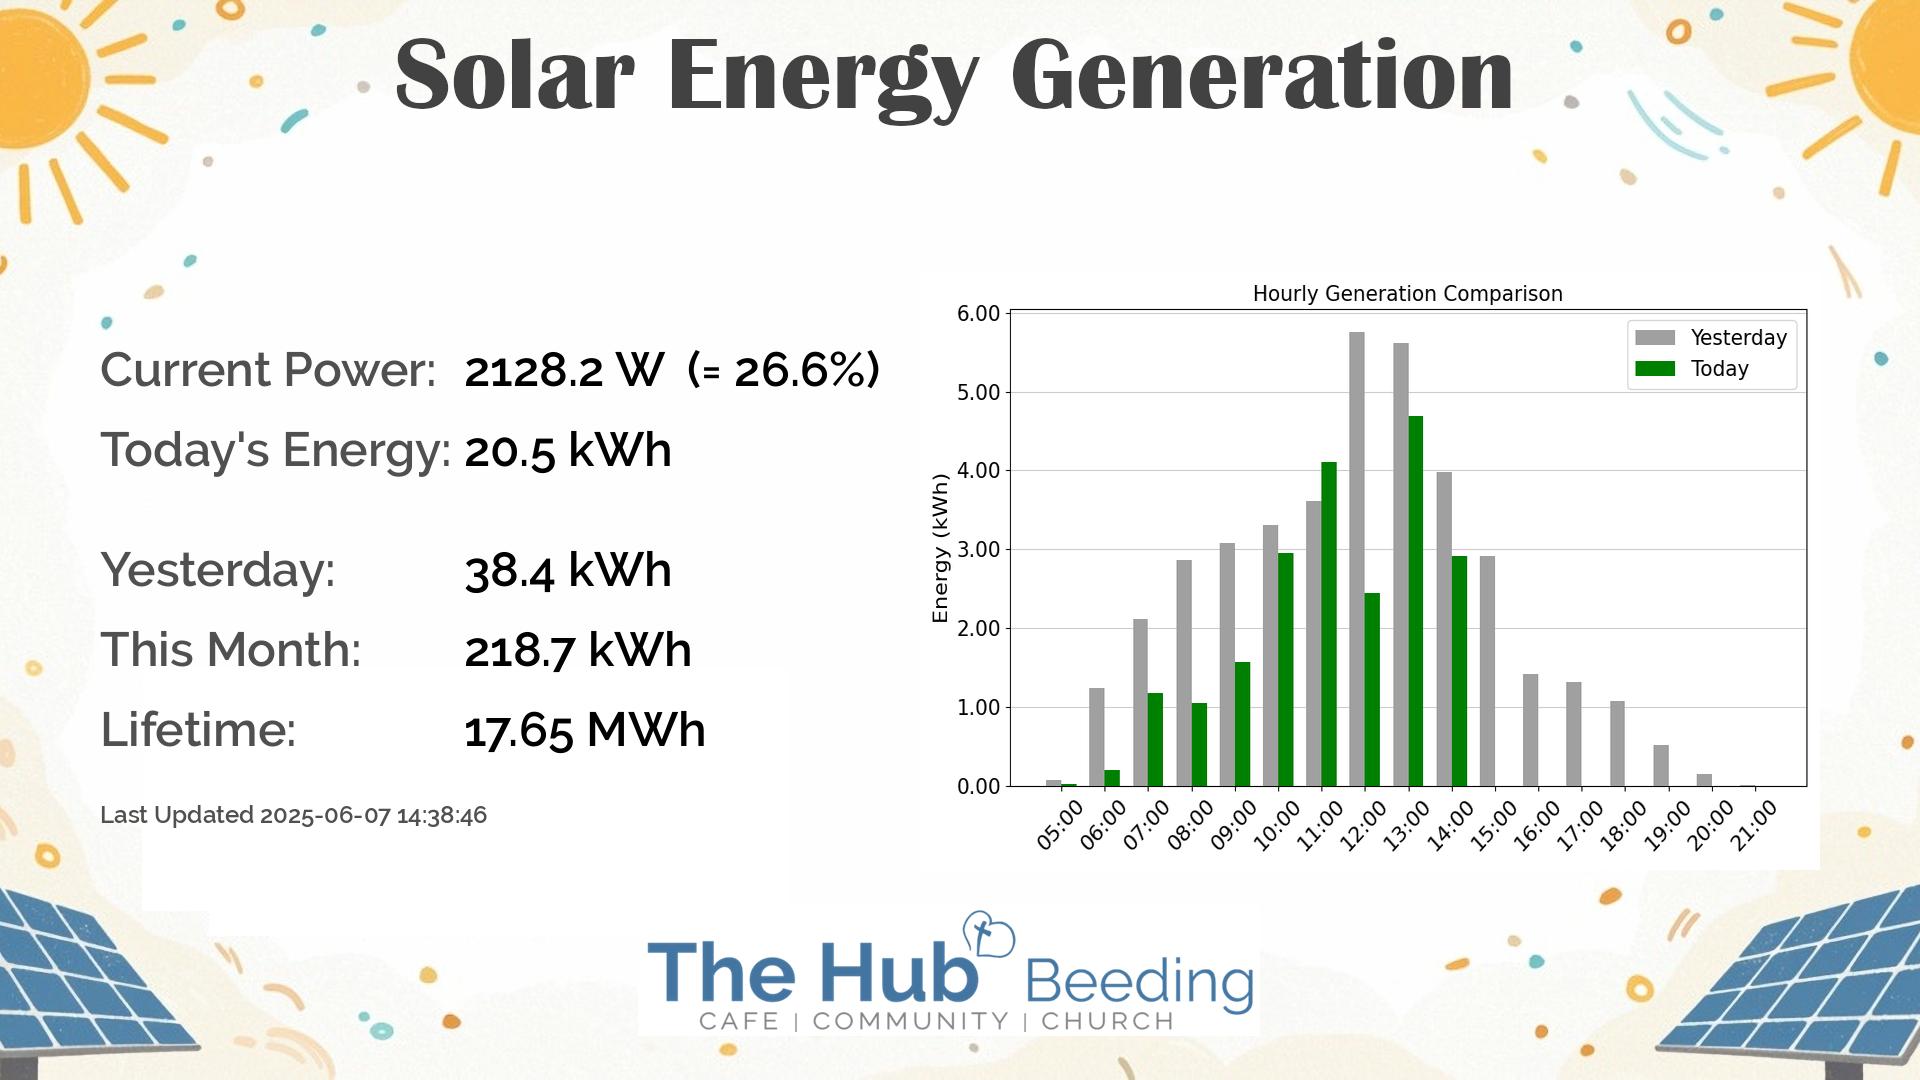 Solar Energy Generation
Current Power: 2128.2 W (= 26.6%)
Today's Energy: 20.5 kWh
Yesterday: 38.4 kWh
This Month: 218.7 kWh
Lifetime: 17.65 MWh
Last Updated 2025-06-07 14:38:46
Hourly Generation Comparison
Yesterday
Today
Energy (kWh)
6.00
5.00
4.00
3.00
2.00
1.00
0.00
05:00 06:00 07:00 08:00 09:00 10:00 11:00 12:00 13:00 14:00 15:00 16:00 17:00 18:00 19:00 20:00 21:00
The Hub Beeding
CAFE | COMMUNITY | CHURCH